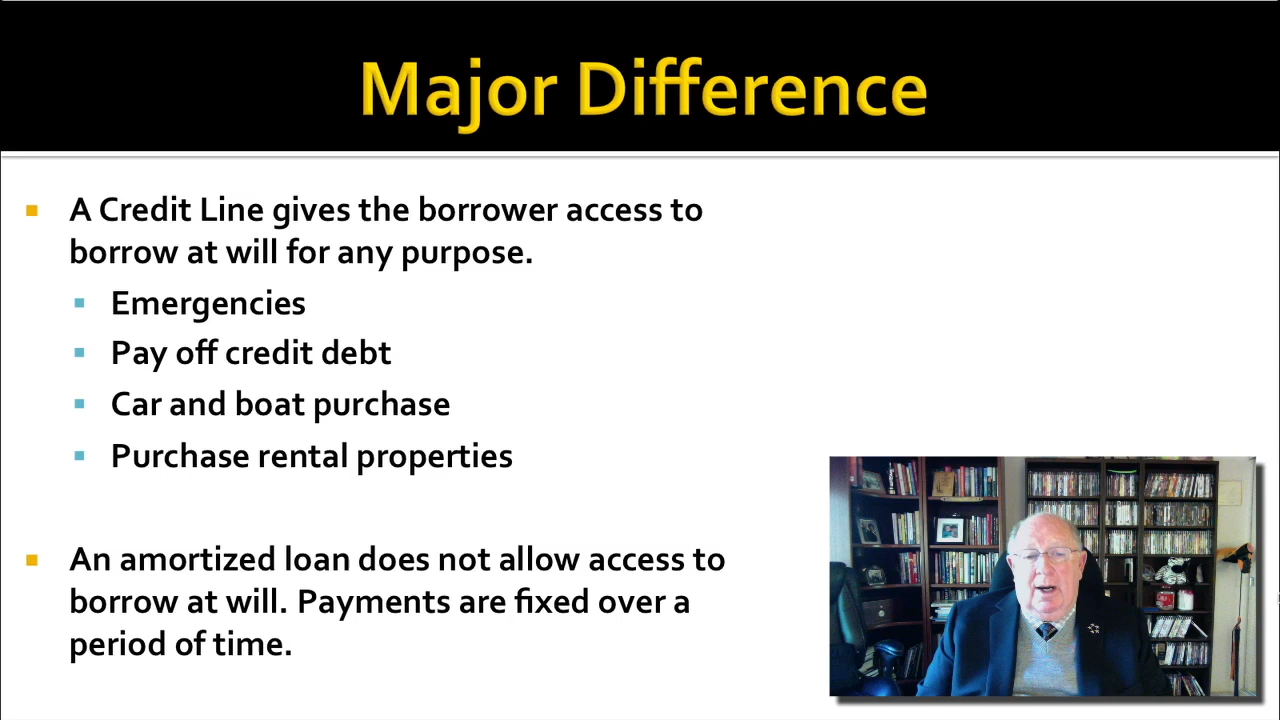 Major Difference
A Credit Line gives the borrower access to
borrow at will for any purpose.
Emergencies
Pay off credit debt
Car and boat purchase
Purchase rental properties
An amortized loan does not allow access to
borrow at will. Payments are fixed over a
period of time.